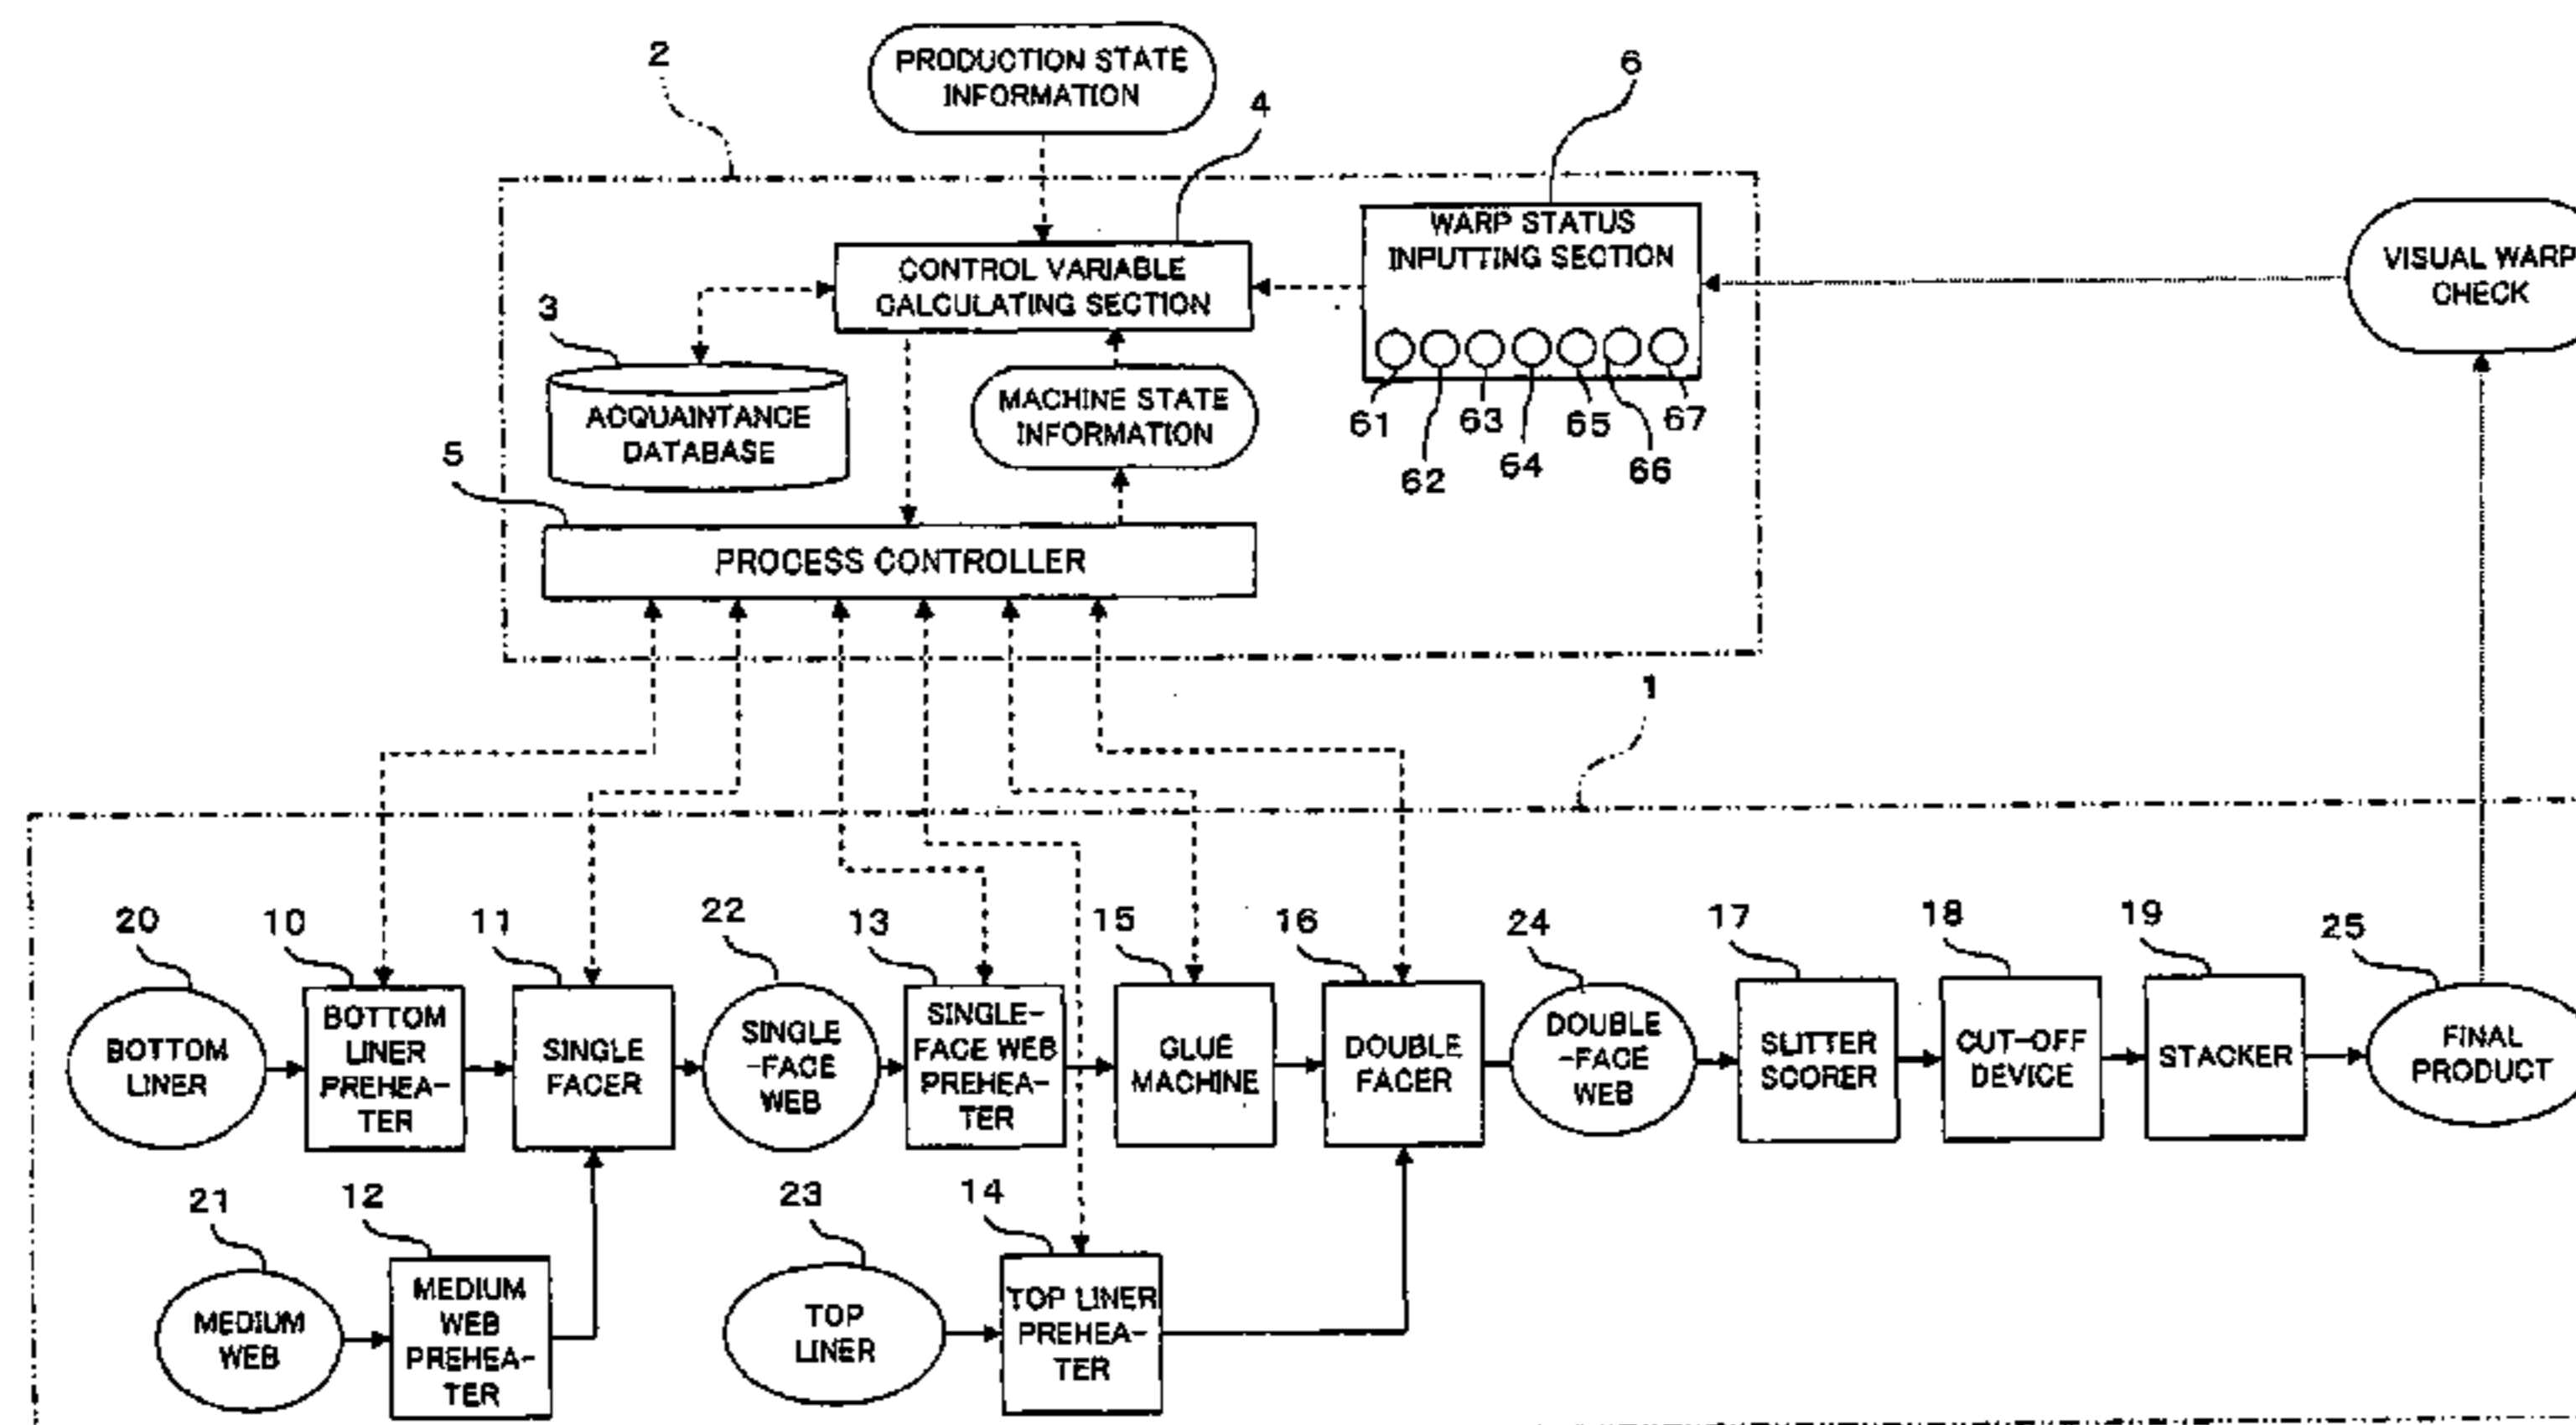 2
PRODUCTION STATE
INFORMATION
4
6
WARP STATUS
INPUTTING SECTION
VISUAL WARP
CHECK
CONTROL VARIABLE
CALCULATING SECTION
3
61
62
63
64
65
66
67
ACQUAINTANCE
DATABASE
MACHINE STATE
INFORMATION
5
PROCESS CONTROLLER
1
20
10
11
22
13
15
16
24
17
18
19
25
BOTTOM
LINER
BOTTOM
LINER
PREHEA-
TER
SINGLE
FACER
SINGLE
-FACE
WEB
SINGLE-
FACE WEB
PREHEA-
TER
GLUE
MACHINE
DOUBLE
FACER
DOUBLE
-FACE
WEB
SLITTER
SCORER
CUT-OFF
DEVICE
STACKER
FINAL
PRODUCT
21
12
23
14
MEDIUM
WEB
MEDIUM
WEB
PREHEA-
TER
TOP
LINER
TOP LINER
PREHEA-
TER